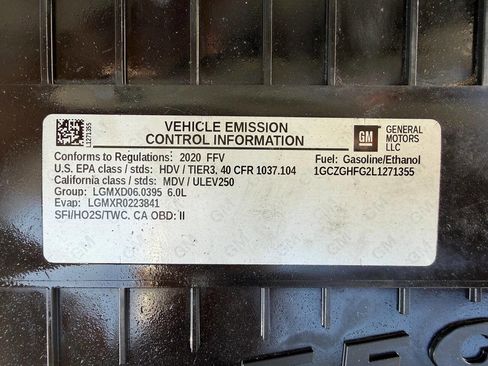 L1271355
VEHICLE EMISSION
CONTROL INFORMATION
GM
GENERAL
MOTORS
LLC
Conforms to Regulations: 2020 FFV
Fuel: Gasoline/Ethanol
U.S. EPA class / stds: HDV / TIER3, 40 CFR 1037.104
1GCZGHFG2L1271355
California class / stds: MDV / ULEV250
Group: LGMXD06.0395 6.0L
Evap: LGMXR0223841
SFI/HO2S/TWC, CA OBD: II